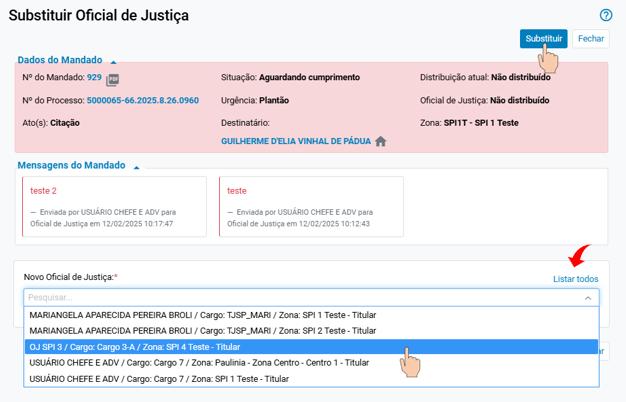 Substituir Oficial de Justiça
Substituir Fechar
Dados do Mandado
Nº do Mandado: 929 PDF Situação: Aguardando cumprimento Distribuição atual: Não distribuído
Nº do Processo: 5000065-66.2025.8.26.0960 Urgência: Plantão Oficial de Justiça: Não distribuído
Ato(s): Citação Destinatário: Zona: SPI1T - SPI 1 Teste
GUILHERME D'ELIA VINHAL DE PÁDUA
Mensagens do Mandado
teste 2 teste
— Enviada por USUÁRIO CHEFE E ADV para — Enviada por USUÁRIO CHEFE E ADV para
Oficial de Justiça em 12/02/2025 10:17:47 Oficial de Justiça em 12/02/2025 10:12:43
Novo Oficial de Justiça:* Listar todos
Pesquisar...
MARIANGELA APARECIDA PEREIRA BROLI / Cargo: TJSP_MARI / Zona: SPI 1 Teste - Titular
MARIANGELA APARECIDA PEREIRA BROLI / Cargo: TJSP_MARI / Zona: SPI 2 Teste - Titular
OJ SPI 3 / Cargo: Cargo 3-A / Zona: SPI 4 Teste - Titular
USUÁRIO CHEFE E ADV / Cargo: Cargo 7 / Zona: Paulinia - Zona Centro - Centro 1 - Titular
USUÁRIO CHEFE E ADV / Cargo: Cargo 7 / Zona: SPI 1 Teste - Titular